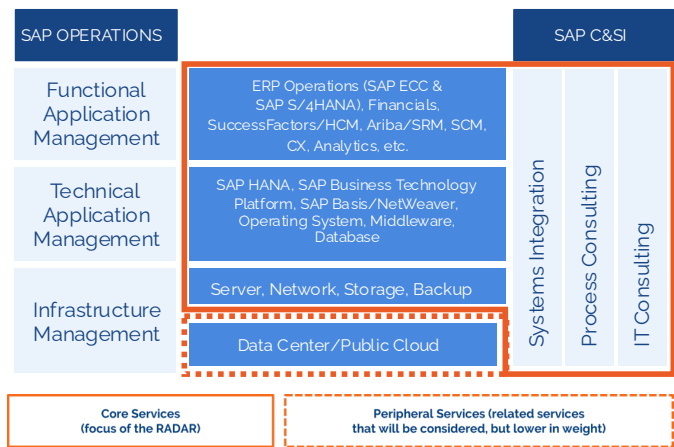 SAP OPERATIONS
SAP C&SI
Functional
Application
Management
ERP Operations (SAP ECC &
SAP S/4HANA), Financials,
SuccessFactors/HCM, Ariba/SRM, SCM,
CX, Analytics, etc.
Technical
Application
Management
SAP HANA, SAP Business Technology
Platform, SAP Basis/NetWeaver,
Operating System, Middleware,
Database
Infrastructure
Management
Server, Network, Storage, Backup
Data Center/Public Cloud
Systems Integration
Process Consulting
IT Consulting
Core Services
(focus of the RADAR)
Peripheral Services (related services
that will be considered, but lower in weight)